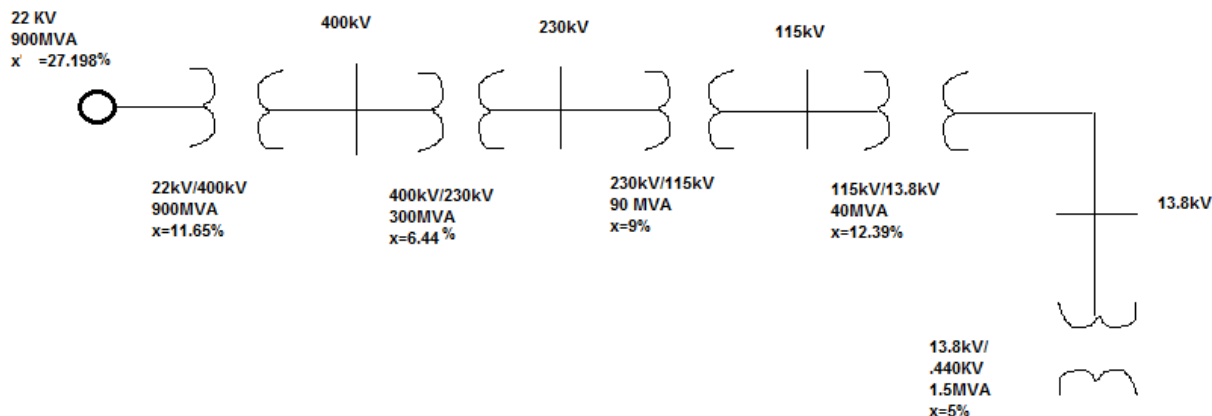 22 KV
900MVA
x' =27.198%
400kV
230kV
115kV
22kV/400kV
900MVA
x=11.65%
400kV/230kV
300MVA
x=6.44 %
230kV/115kV
90 MVA
x=9%
115kV/13.8kV
40MVA
x=12.39%
13.8kV
13.8kV/
.440KV
1.5MVA
x=5%